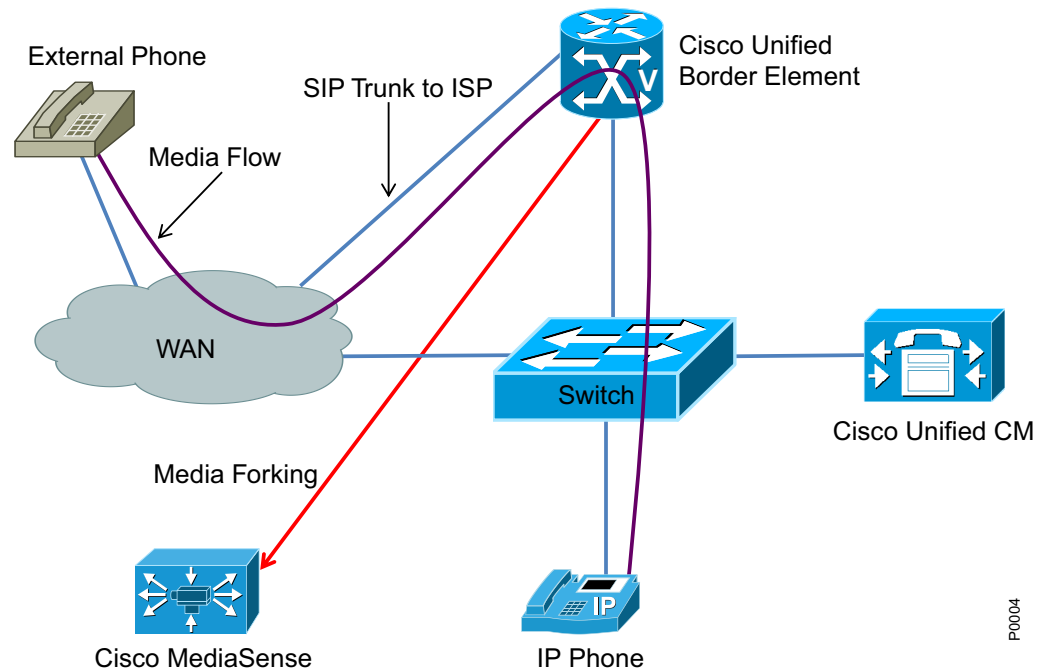 External Phone
Cisco Unified
Border Element
SIP Trunk to ISP
Media Flow
V
WAN
Switch
Cisco Unified CM
Media Forking
IP
Cisco MediaSense
IP Phone
P0004